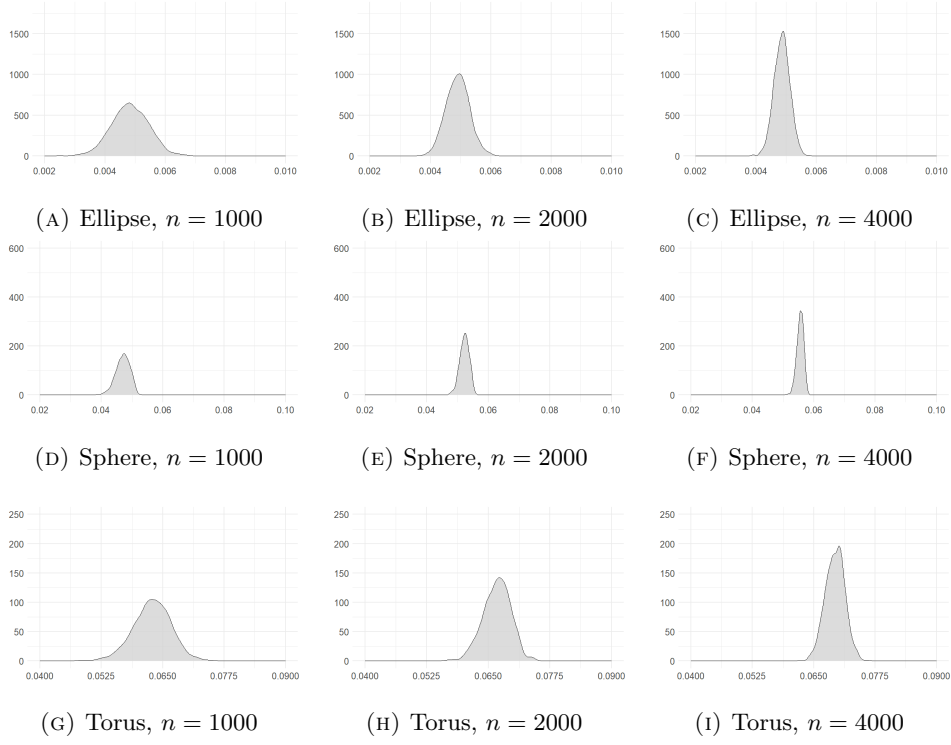 1500
1000
500
0
0.002 0.004 0.006 0.008 0.010
1500
1000
500
0
0.002 0.004 0.006 0.008 0.010
1500
1000
500
0
0.002 0.004 0.006 0.008 0.010
(A) Ellipse, n = 1000
(B) Ellipse, n = 2000
(C) Ellipse, n = 4000
600
400
200
0
0.02 0.04 0.06 0.08 0.10
600
400
200
0
0.02 0.04 0.06 0.08 0.10
600
400
200
0
0.02 0.04 0.06 0.08 0.10
(D) Sphere, n = 1000
(E) Sphere, n = 2000
(F) Sphere, n = 4000
250
200
150
100
50
0
0.0400 0.0525 0.0650 0.0775 0.0900
250
200
150
100
50
0
0.0400 0.0525 0.0650 0.0775 0.0900
250
200
150
100
50
0
0.0400 0.0525 0.0650 0.0775 0.0900
(G) Torus, n = 1000
(H) Torus, n = 2000
(I) Torus, n = 4000